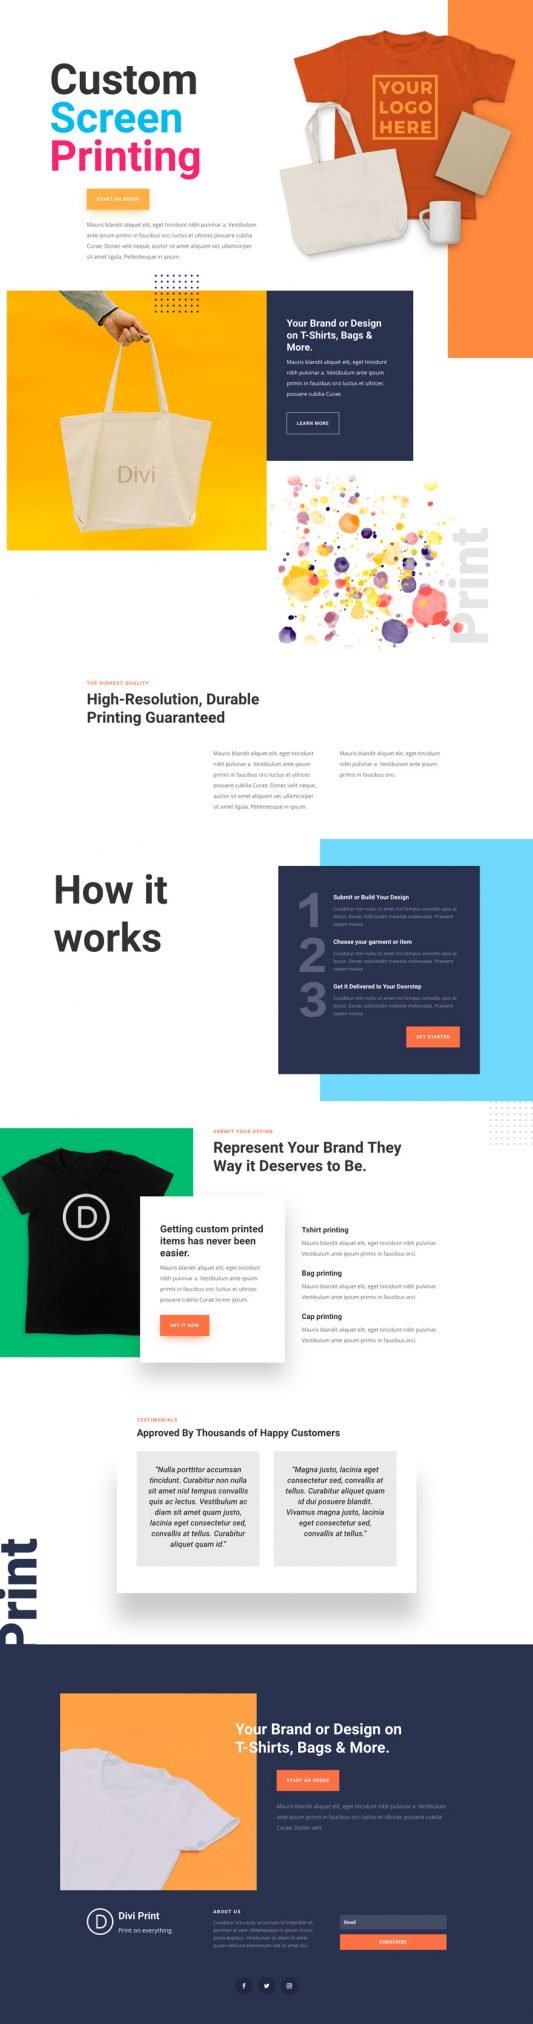 Custom
Screen
Printing
YOUR
LOGO
HERE
START AN ORDER
Mauris blandit aliquet elit, eget tincidunt nibh pulvinar a. Vestibulum
ante ipsum primis in faucibus orci luctus et ultrices posuere cubilia
Curae; Donec velit neque, auctor sit amet aliquam vel, ullamcorper
sit amet ligula. Pellentesque in ipsum.
Divi
Your Brand or Design
on T-Shirts, Bags &
More.
Mauris blandit aliquet elit, eget tincidunt
nibh pulvinar a. Vestibulum ante ipsum
primis in faucibus orci luctus et ultrices
posuere cubilia Curae.
LEARN MORE
Print
THE HIGHEST QUALITY
High-Resolution, Durable
Printing Guaranteed
Mauris blandit aliquet elit, eget tincidunt
nibh pulvinar a. Vestibulum ante ipsum
primis in faucibus orci luctus et ultrices
posuere cubilia Curae; Donec velit neque,
auctor sit amet aliquam vel, ullamcorper
sit amet ligula. Pellentesque in ipsum.
Mauris blandit aliquet elit, eget tincidunt
nibh pulvinar a. Vestibulum ante ipsum
primis in faucibus orci.
How it
works
1
Submit or Build Your Design
Curabitur non nulla sit amet nisl tempus convallis quis ac
lectus. Donec sollicitudin molestie malesuada. Praesent
sapien massa
2
Choose your garment or item
Curabitur non nulla sit amet nisl tempus convallis quis ac
lectus. Donec sollicitudin molestie malesuada. Praesent
sapien massa
3
Get it Delivered to Your Doorstep
Curabitur non nulla sit amet nisl tempus convallis quis ac
lectus. Donec sollicitudin molestie malesuada. Praesent
sapien massa
GET STARTED
SUBMIT YOUR DESIGN
Represent Your Brand They
Way it Deserves to Be.
D
Getting custom printed
items has never been
easier.
Mauris blandit aliquet elit, eget tincidunt
nibh pulvinar a. Vestibulum ante ipsum
primis in faucibus orci luctus et ultrices
posuere cubilia Curae lorem ipsum.
GET IT NOW
Tshirt printing
Mauris blandit aliquet elit, eget tincidunt nibh pulvinar.
Vestibulum ante ipsum primis in faucibus orci.
Bag printing
Mauris blandit aliquet elit, eget tincidunt nibh pulvinar.
Vestibulum ante ipsum primis in faucibus orci.
Cap printing
Mauris blandit aliquet elit, eget tincidunt nibh pulvinar.
Vestibulum ante ipsum primis in faucibus orci.
TESTIMONIALS
Approved By Thousands of Happy Customers
"Nulla porttitor accumsan
tincidunt. Curabitur non nulla
sit amet nisl tempus convallis
quis ac lectus. Vestibulum ac
diam sit amet quam justo,
lacinia eget consectetur sed,
convallis at tellus. Curabitur
aliquet quam id."
"Magna justo, lacinia eget
consectetur sed, convallis at
tellus. Curabitur aliquet quam
id dui posuere blandit.
Vivamus magna justo, lacinia
eget consectetur sed,
convallis at tellus."
Print
Your Brand or Design on
T-Shirts, Bags & More.
START AN ORDER
Mauris blandit aliquet elit, eget tincidunt nibh pulvinar a. Vestibulum
ante ipsum primis in faucibus orci luctus et ultrices posuere cubilia
Curae; Donec velit.
D
Divi Print
Print on everything.
ABOUT US
Curabitur arcu erat, accumsan id imperdiet et,
porttitor at sem. Pellentesque in ipsum id orci
porta dapibus. Vestibulum ac diam sit amet
quam vehicula elementum sed sit amet dui.
Email
SUBSCRIBE